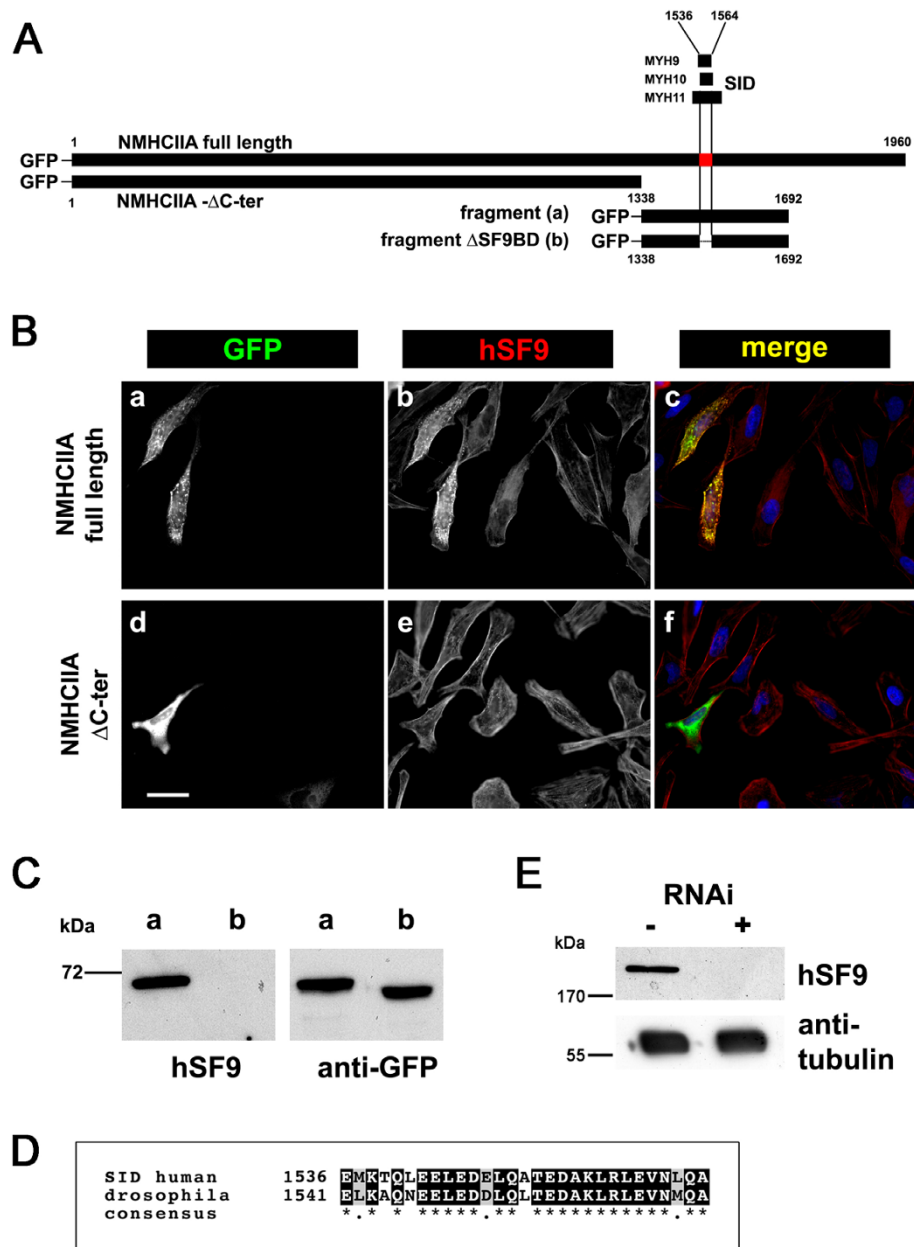 A
1536 1564
MYH9
MYH10 SID
MYH11
1 NMHCIIA full length 1960
GFP
GFP
1 NMHCIIA -ΔC-ter 1338 1692
fragment (a) GFP
fragment ΔSF9BD (b) GFP
1338 1692
B
GFP hSF9 merge
NMHCIIA
full length
a b c
NMHCIIA
ΔC-ter
d e f
C
kDa a b a b
72
hSF9 anti-GFP
E
RNAi
- +
kDa
170
hSF9
55
anti-
tubulin
D
SID human 1536 EMKTQLEELEDELQATEDAKLRLEVNLQA
drosophila 1541 ELKAQNEELEDDLQLTEDAKLRLEVNMQA
consensus *.* * ******.** ***********.**